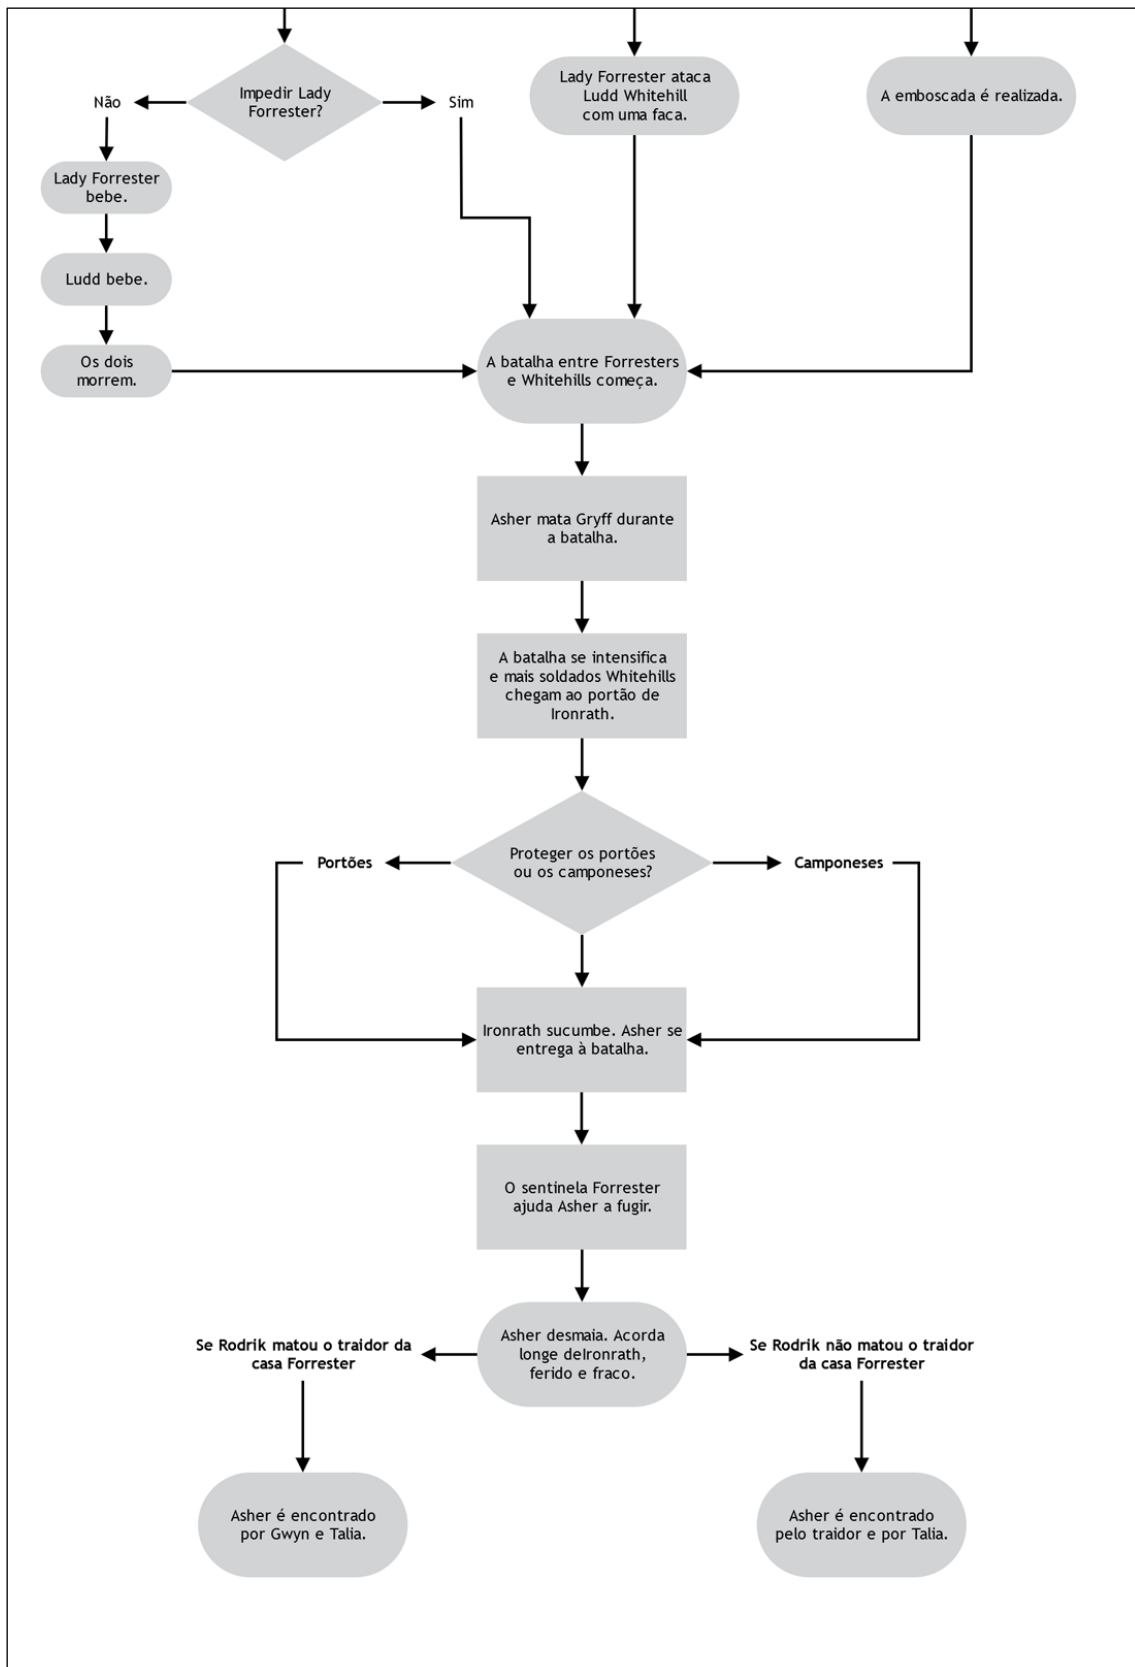 Impedir Lady
Forrester?
Não
Sim
Lady Forrester ataca
Ludd Whitehill
com uma faca.
A emboscada é realizada.
Lady Forrester
bebe.
Ludd bebe.
Os dois
morrem.
A batalha entre Forresters
e Whitehills começa.
Asher mata Gryff durante
a batalha.
A batalha se intensifica
e mais soldados Whitehills
chegam ao portão de
Ironrath.
Proteger os portões
ou os camponeses?
Portões
Camponeses
Ironrath sucumbe. Asher se
entrega à batalha.
O sentinela Forrester
ajuda Asher a fugir.
Asher desmaia. Acorda
longe deIronrath,
ferido e fraco.
Se Rodrik matou o traidor da
casa Forrester
Se Rodrik não matou o traidor
da casa Forrester
Asher é encontrado
por Gwyn e Talia.
Asher é encontrado
pelo traidor e por Talia.